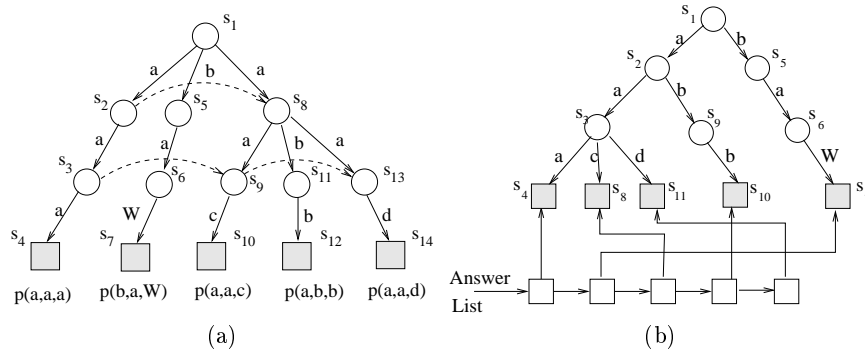 s1
a b a
s2 s5 s8
a a a b a
s3 s6 s9 s11 s13
a W c b d
s4 s7 s10 s12 s14
p(a,a,a) p(b,a,W) p(a,a,c) p(a,b,b) p(a,a,d)
(a)
s1
a b
s2 s5
a b a
s3 s9 s6
a c d b W
s4 s8 s11 s10 s
Answer
List
(b)